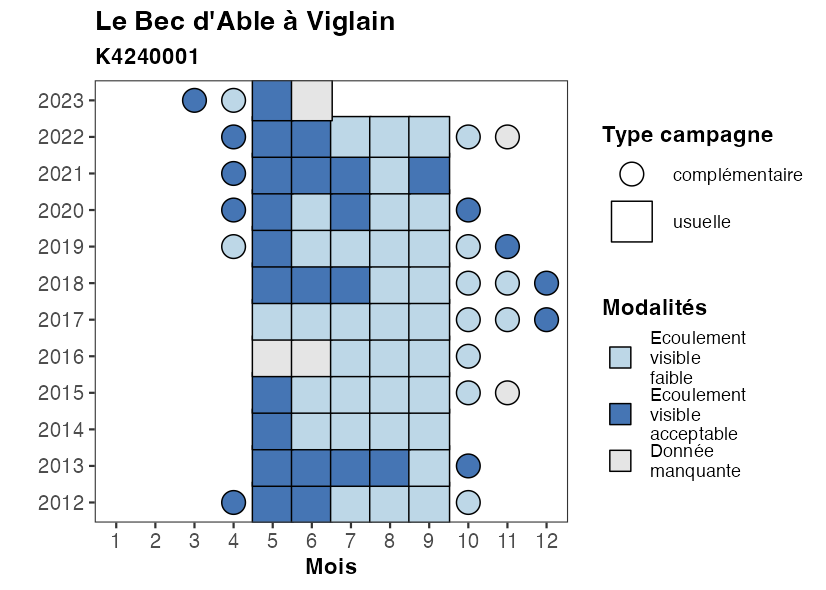 Le Bec d'Able à Viglain
K4240001
2023
2022
2021
2020
2019
2018
2017
2016
2015
2014
2013
2012
1 2 3 4 5 6 7 8 9 10 11 12
Mois
Type campagne
complémentaire
usuelle
Modalités
Ecoulement
visible
faible
Ecoulement
visible
acceptable
Donnée
manquante